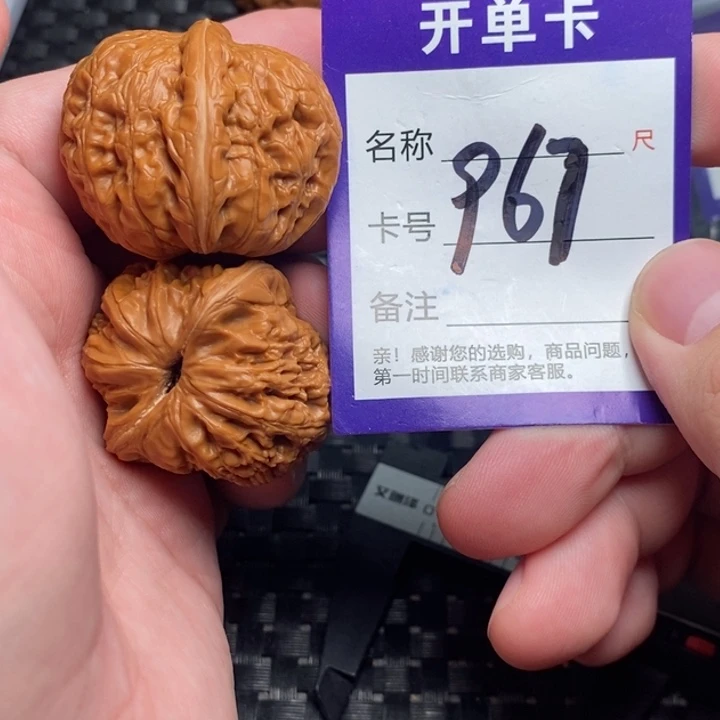 开单卡
名称 尺
967
卡号
备注
亲！感谢您的选购，商品问题，
第一时间联系商家客服。